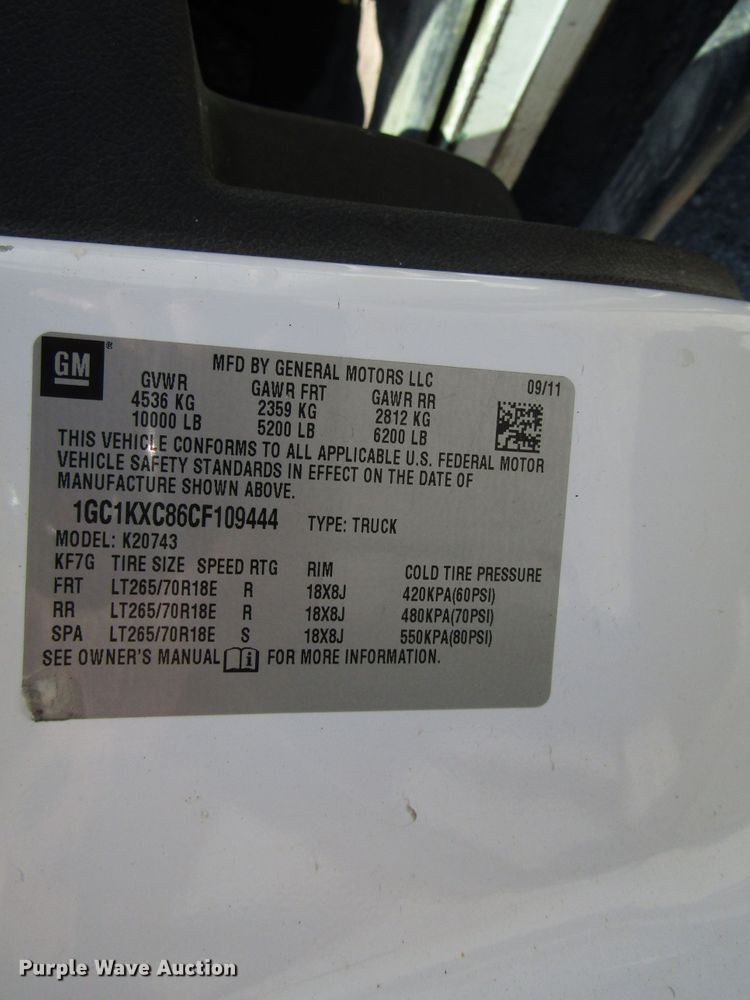 GM® MFD BY GENERAL MOTORS LLC 09/11
GVWR GAWR FRT GAWR RR
4536 KG 2359 KG 2812 KG
10000 LB 5200 LB 6200 LB
THIS VEHICLE CONFORMS TO ALL APPLICABLE U.S. FEDERAL MOTOR
VEHICLE SAFETY STANDARDS IN EFFECT ON THE DATE OF
MANUFACTURE SHOWN ABOVE.
1GC1KXC86CF109444 TYPE: TRUCK
MODEL: K20743
KF7G TIRE SIZE SPEED RTG RIM COLD TIRE PRESSURE
FRT LT265/70R18E R 18X8J 420KPA(60PSI)
RR LT265/70R18E R 18X8J 480KPA(70PSI)
SPA LT265/70R18E S 18X8J 550KPA(80PSI)
SEE OWNER'S MANUAL i FOR MORE INFORMATION.
Purple Wave Auction